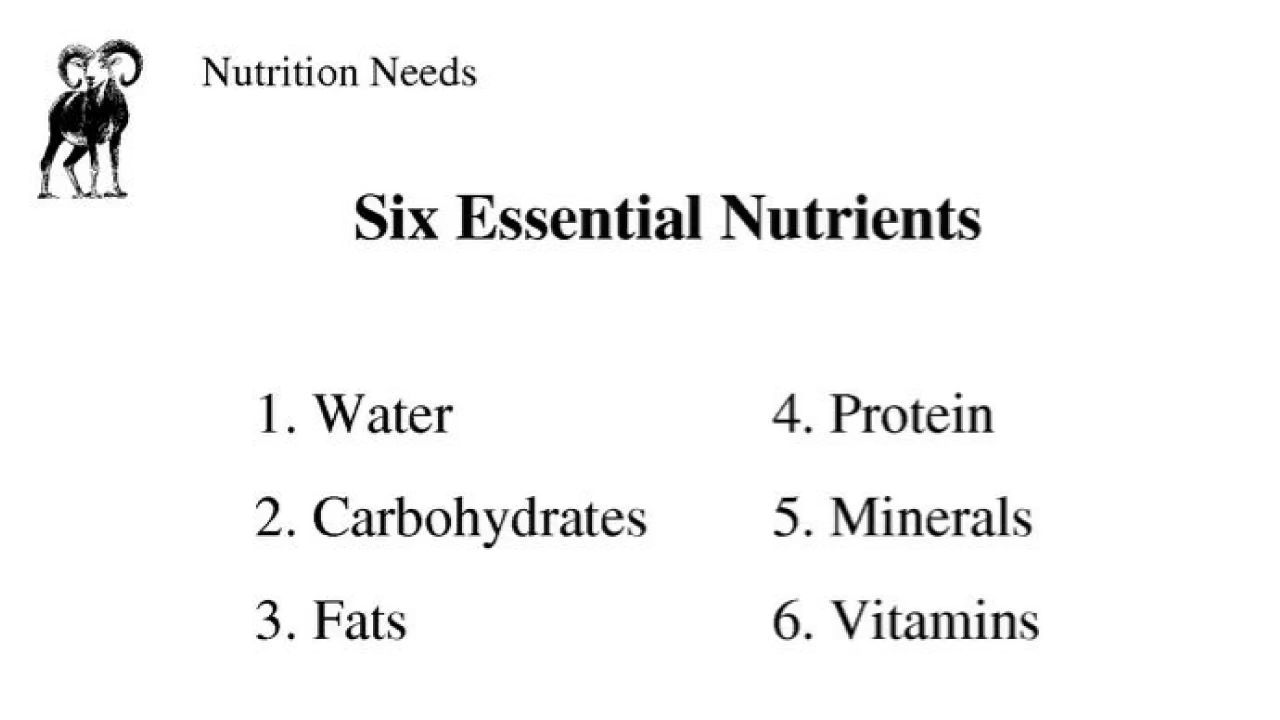 Nutrition Needs
Six Essential Nutrients
1. Water
2. Carbohydrates
3. Fats
4. Protein
5. Minerals
6. Vitamins